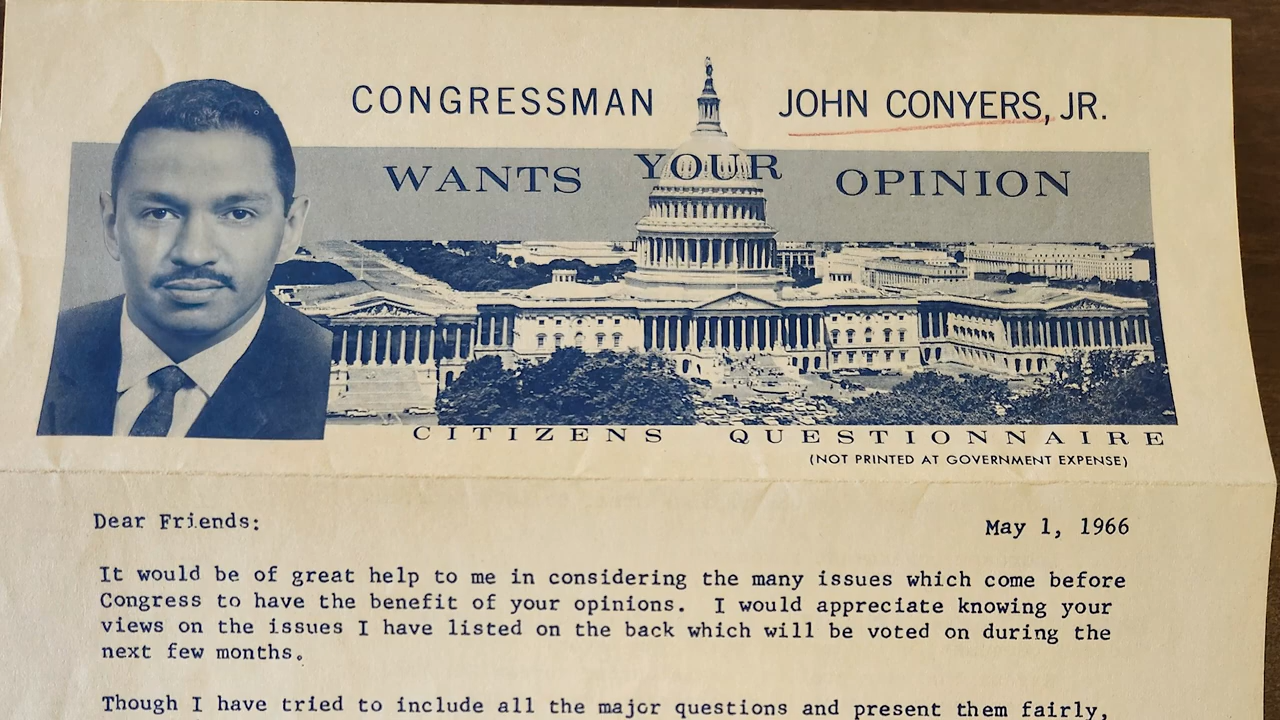 CONGRESSMAN JOHN CONYERS, JR.
WANTS YOUR OPINION
CITIZENS QUESTIONNAIRE
(NOT PRINTED AT GOVERNMENT EXPENSE)
Dear Friends: May 1, 1966
It would be of great help to me in considering the many issues which come before
Congress to have the benefit of your opinions. I would appreciate knowing your
views on the issues I have listed on the back which will be voted on during the
next few months.
Though I have tried to include all the major questions and present them fairly,